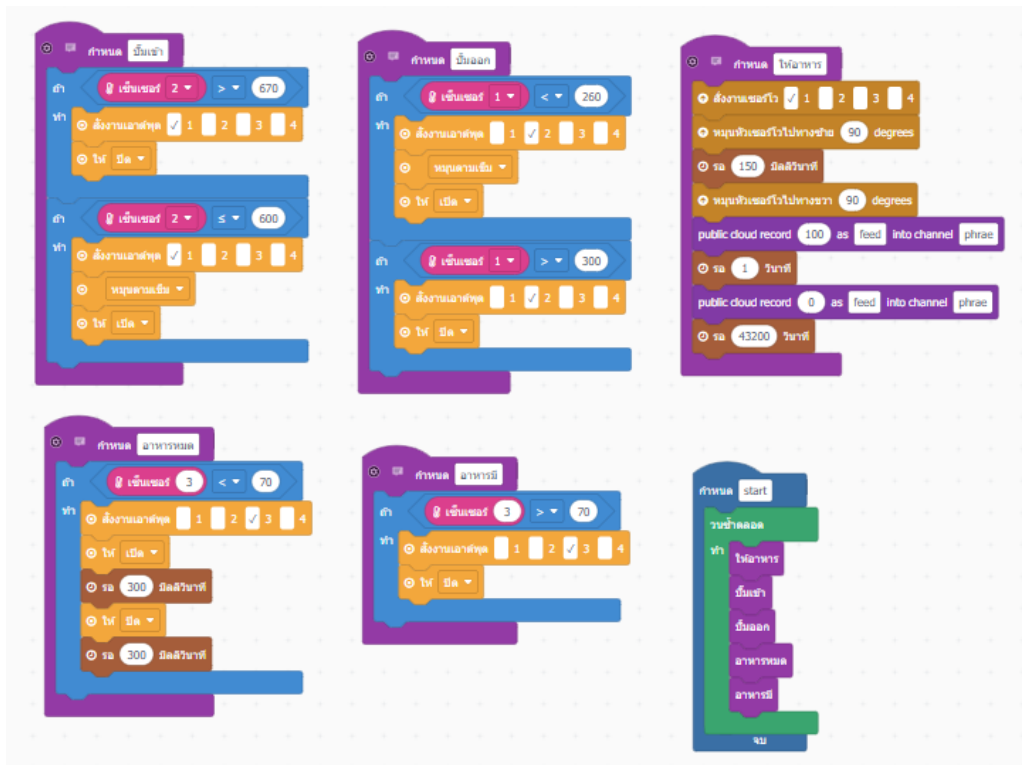 กำหนด ปั๊มเข้า
ถ้า เซ็นเซอร์ 2 > 670
ทำ สั่งงานเอาต์พุต ✓ 1 2 3 4
ให้ ปิด
ถ้า เซ็นเซอร์ 2 ≤ 600
ทำ สั่งงานเอาต์พุต ✓ 1 2 3 4
หมุนตามเข็ม
ให้ เปิด
กำหนด ปั๊มออก
ถ้า เซ็นเซอร์ 1 < 260
ทำ สั่งงานเอาต์พุต 1 ✓ 2 3 4
หมุนตามเข็ม
ให้ เปิด
ถ้า เซ็นเซอร์ 1 > 300
ทำ สั่งงานเอาต์พุต 1 ✓ 2 3 4
ให้ ปิด
กำหนด ให้อาหาร
สั่งงานเซอร์โว ✓ 1 2 3 4
หมุนหัวเซอร์โวไปทางซ้าย 90 degrees
รอ 150 มิลลิวินาที
หมุนหัวเซอร์โวไปทางขวา 90 degrees
public cloud record 100 as feed into channel phrae
รอ 1 วินาที
public cloud record 0 as feed into channel phrae
รอ 43200 วินาที
กำหนด อาหารหมด
ถ้า เซ็นเซอร์ 3 < 70
ทำ สั่งงานเอาต์พุต 1 2 ✓ 3 4
ให้ เปิด
รอ 300 มิลลิวินาที
ให้ ปิด
รอ 300 มิลลิวินาที
กำหนด อาหารมี
ถ้า เซ็นเซอร์ 3 > 70
ทำ สั่งงานเอาต์พุต 1 2 ✓ 3 4
ให้ ปิด
กำหนด start
วนซ้ำตลอด
ทำ ให้อาหาร
ปั๊มเข้า
ปั๊มออก
อาหารหมด
อาหารมี
จบ